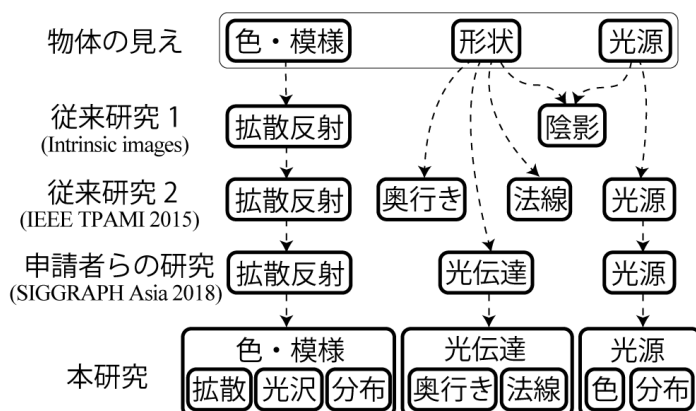 物体の見え 色・模様 形状 光源
従来研究 1 拡散反射 陰影
(Intrinsic images)
従来研究 2 拡散反射 奥行き 法線 光源
(IEEE TPAMI 2015)
申請者らの研究 拡散反射 光伝達 光源
(SIGGRAPH Asia 2018)
色・模様 光伝達 光源
本研究 拡散 光沢 分布 奥行き 法線 色 分布